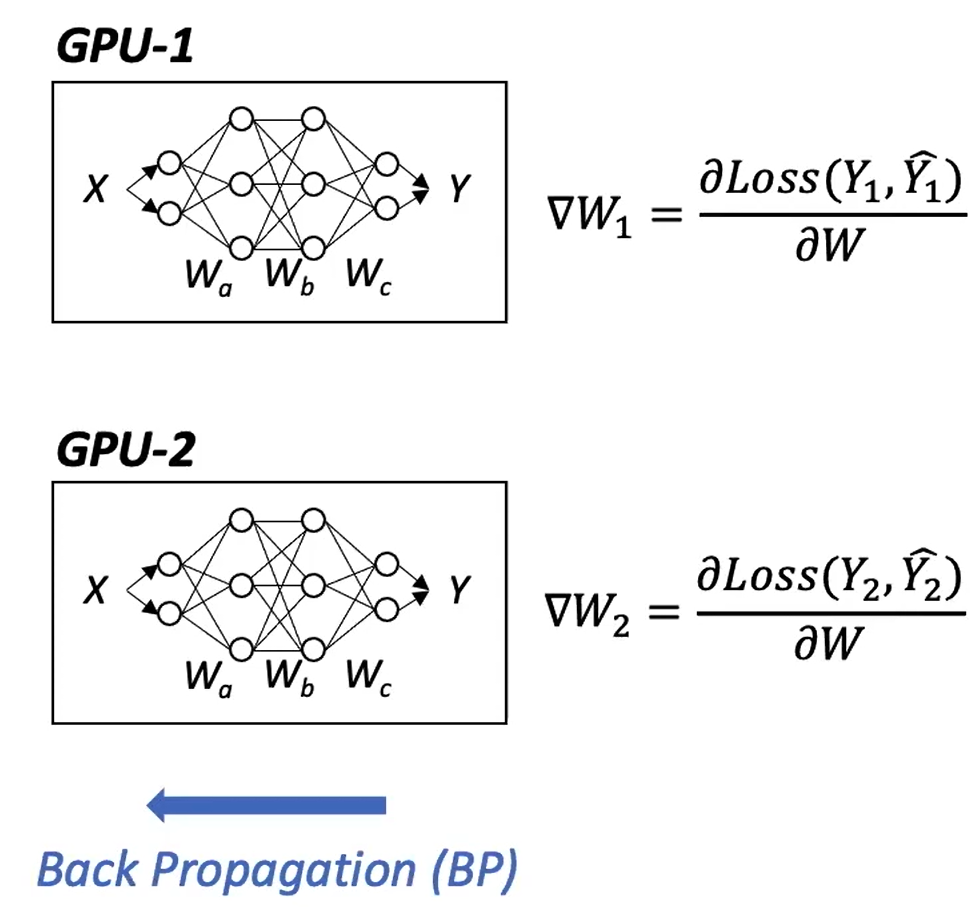 GPU-1
X Y
W_a W_b W_c
∇W_1 = ∂Loss(Y_1, Ŷ_1) / ∂W
GPU-2
X Y
W_a W_b W_c
∇W_2 = ∂Loss(Y_2, Ŷ_2) / ∂W
Back Propagation (BP)